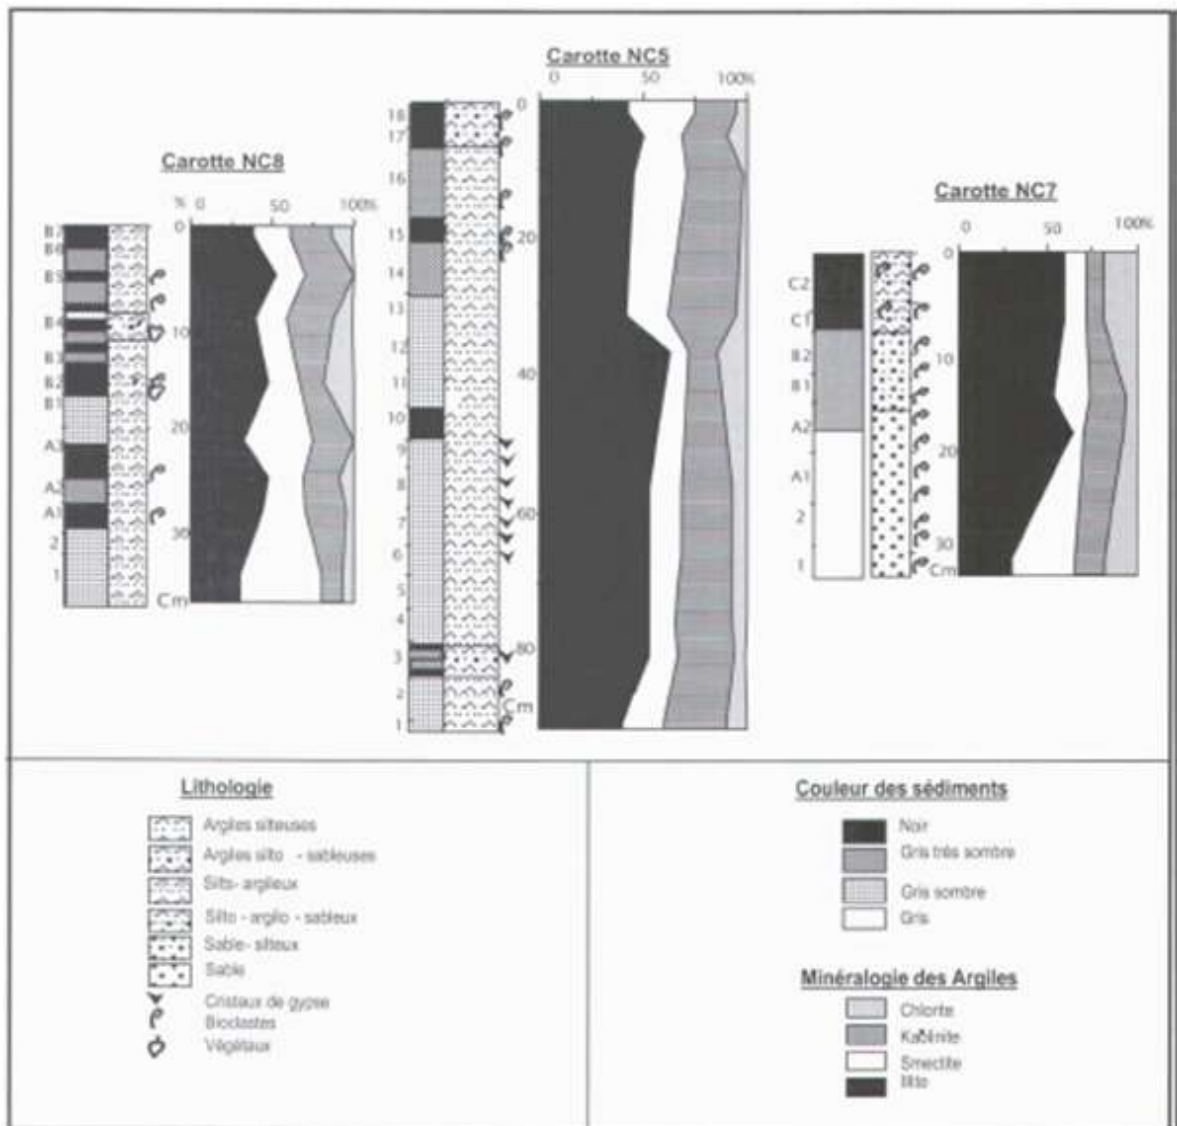 Carotte NC5
0 50 100%
Carotte NC8
% 0 50 100%
Carotte NC7
0 50 100%
0
10
20
30
Cm
B7
B6
B5
B4
B3
B2
B1
A3
A2
A1
2
1
0
20
40
60
80
Cm
18
17
16
15
14
13
12
11
10
9
8
7
6
5
4
3
2
1
0
10
20
30
Cm
C2
C1
B2
B1
A2
A1
2
1
Lithologie
Argiles silteuses
Argiles silto - sableuses
Silts- argileux
Silto - argilo - sableux
Sable- silteux
Sable
Cristaux de gypse
Bioclastes
Végétaux
Couleur des sédiments
Noir
Gris très sombre
Gris sombre
Gris
Minéralogie des Argiles
Chlorite
Kaolinite
Smectite
Illite